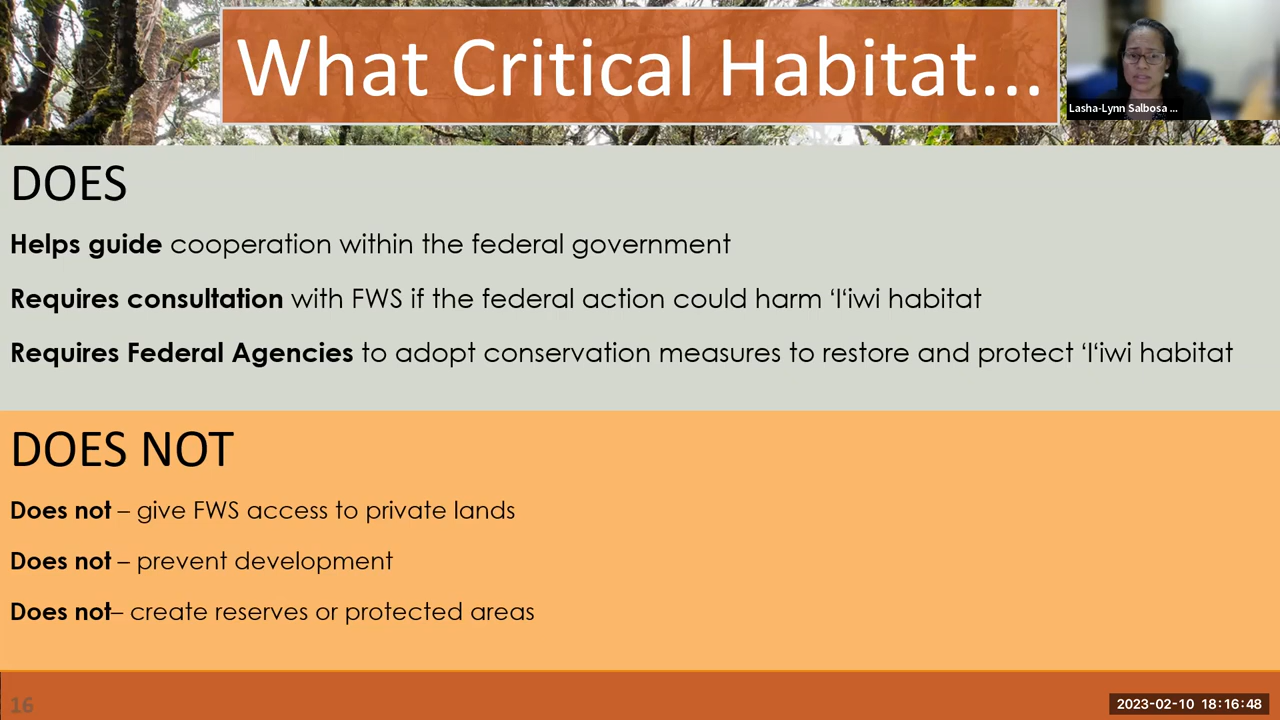 What Critical Habitat...
Lasha-Lynn Salbosa ...
DOES
Helps guide cooperation within the federal government
Requires consultation with FWS if the federal action could harm ‘I‘iwi habitat
Requires Federal Agencies to adopt conservation measures to restore and protect ‘I‘iwi habitat
DOES NOT
Does not – give FWS access to private lands
Does not – prevent development
Does not– create reserves or protected areas
16
2023-02-10 18:16:48